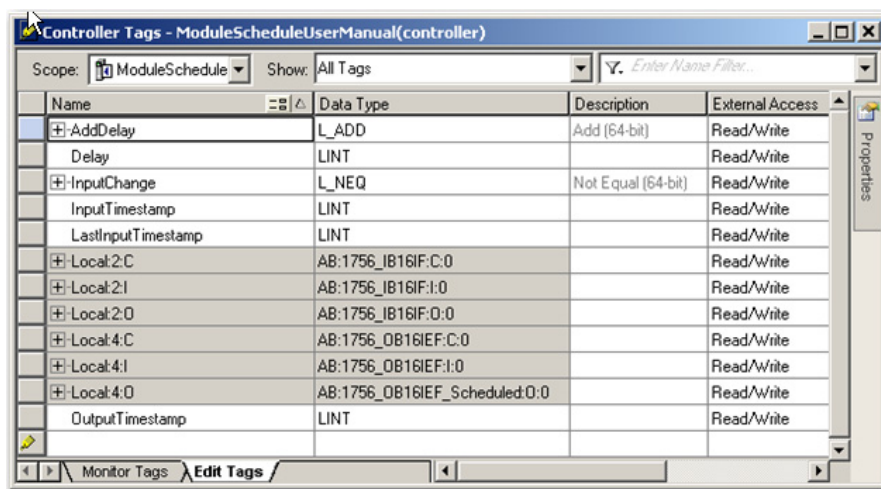 Controller Tags - ModuleScheduleUserManual(controller)
Scope: ModuleSchedule Show: All Tags Enter Name Filter...
Name Data Type Description External Access
AddDelay L_ADD Add (64-bit) Read/Write
Delay LINT Read/Write
InputChange L_NEQ Not Equal (64-bit) Read/Write
InputTimestamp LINT Read/Write
LastInputTimestamp LINT Read/Write
Local:2:C AB:1756_IB16IF:C:0 Read/Write
Local:2:I AB:1756_IB16IF:I:0 Read/Write
Local:2:O AB:1756_IB16IF:O:0 Read/Write
Local:4:C AB:1756_OB16IEF:C:0 Read/Write
Local:4:I AB:1756_OB16IEF:I:0 Read/Write
Local:4:O AB:1756_OB16IEF_Scheduled:O:0 Read/Write
OutputTimestamp LINT Read/Write
Monitor Tags Edit Tags
Properties